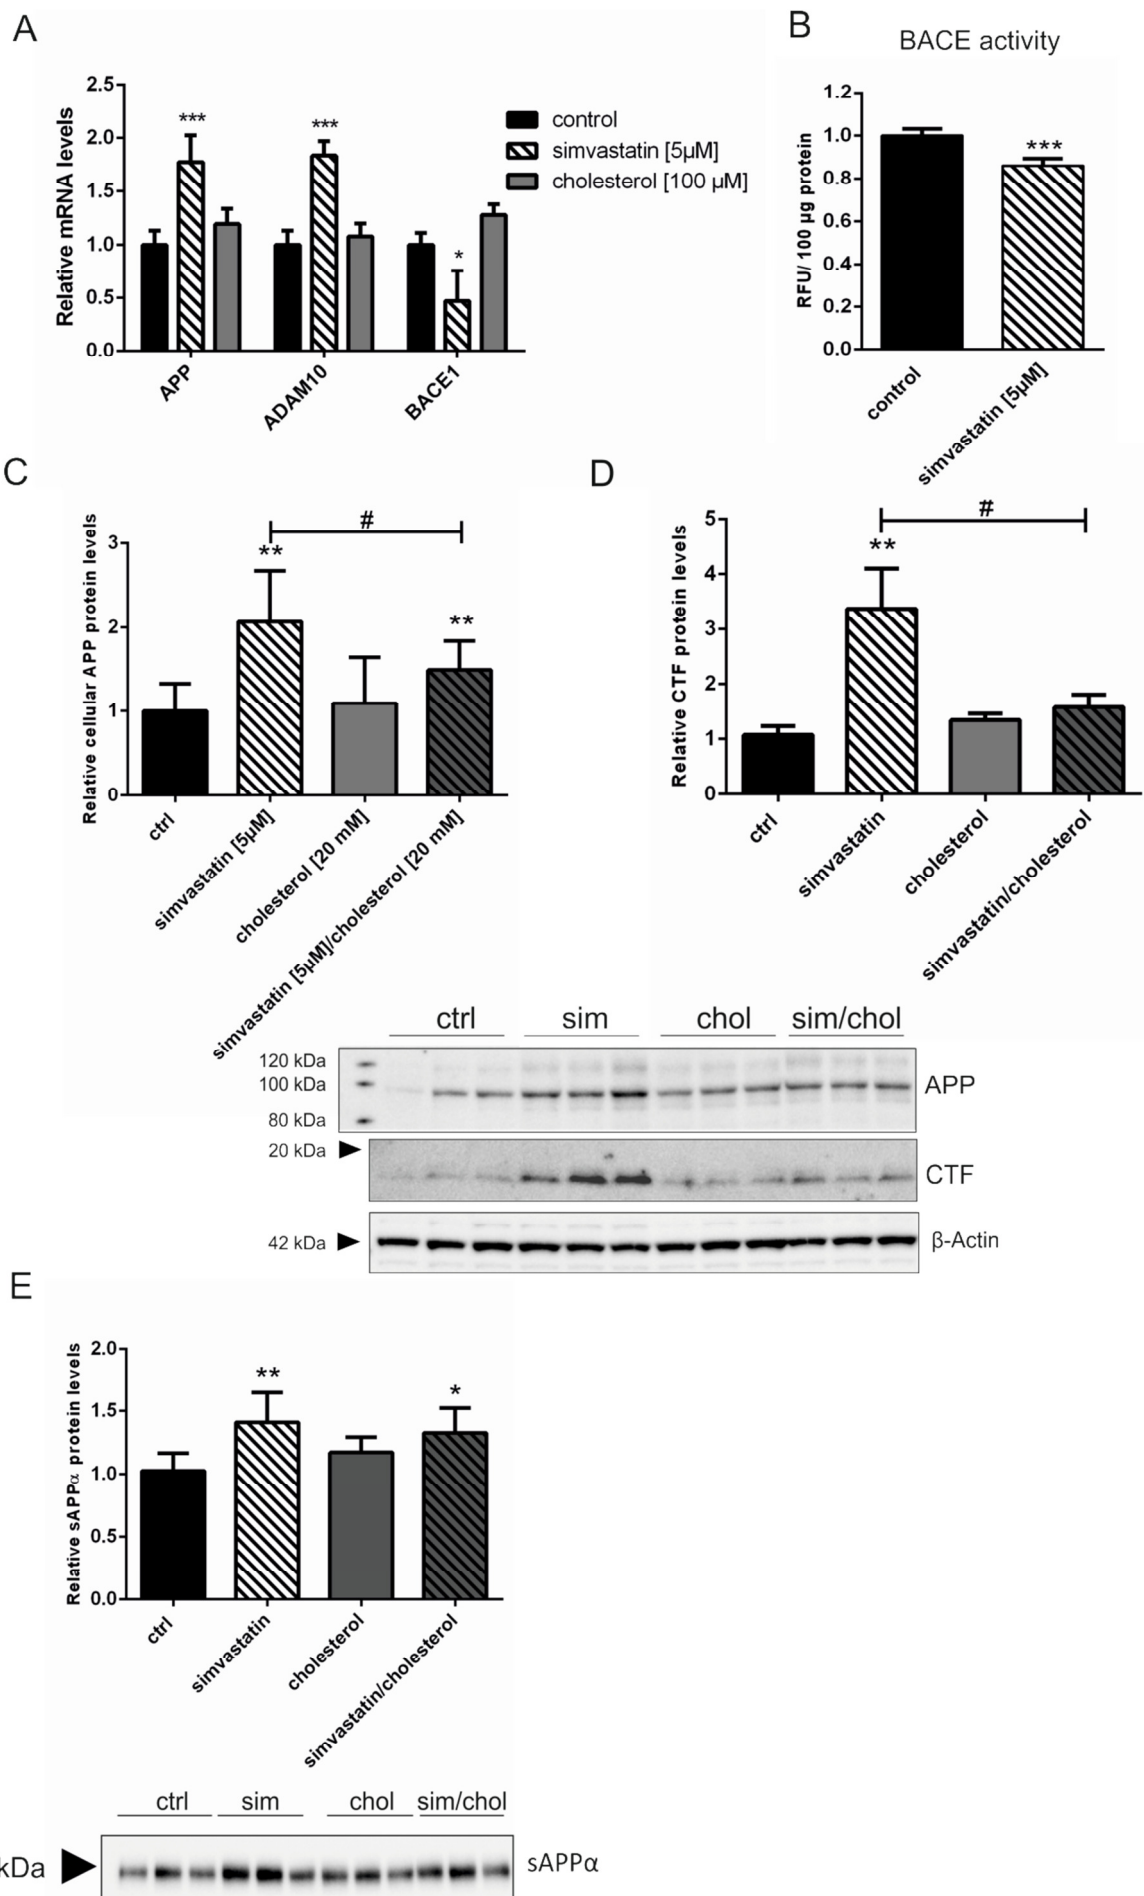 A
Relative mRNA levels
2.5
2.0
1.5
1.0
0.5
0.0
***
***
*
APP
ADAM10
BACE1
control
simvastatin [5µM]
cholesterol [100 µM]
B
BACE activity
RFU/ 100 µg protein
1.2
1.0
0.8
0.6
0.4
0.2
0.0
***
control
simvastatin [5µM]
C
Relative cellular APP protein levels
3
2
1
0
#
**
**
ctrl
simvastatin [5µM]
cholesterol [20 mM]
simvastatin [5µM]/cholesterol [20 mM]
D
Relative CTF protein levels
5
4
3
2
1
0
#
**
ctrl
simvastatin
cholesterol
simvastatin/cholesterol
ctrl sim chol sim/chol
120 kDa
100 kDa
80 kDa
APP
20 kDa
CTF
42 kDa
β-Actin
E
Relative sAPPα protein levels
2.0
1.5
1.0
0.5
0.0
**
*
ctrl
simvastatin
cholesterol
simvastatin/cholesterol
ctrl sim chol sim/chol
kDa
sAPPα